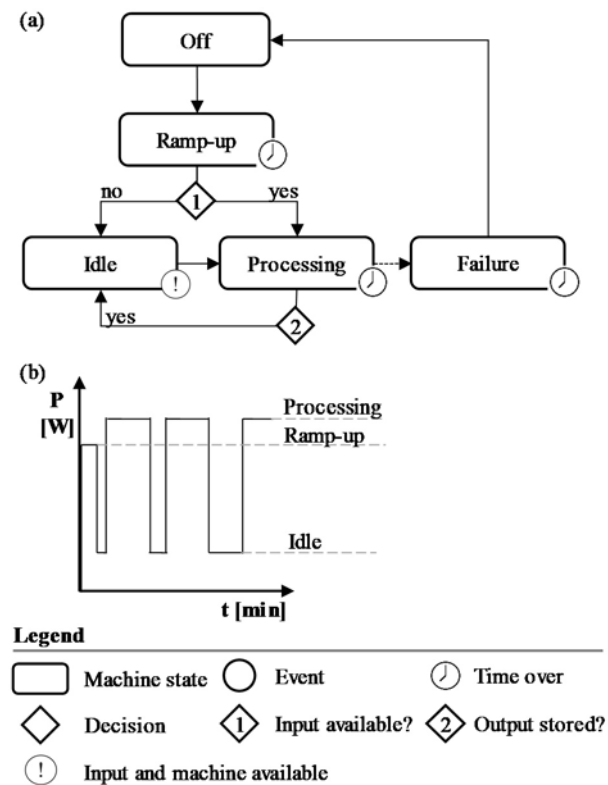 (a)
Off
Ramp-up
no
1
yes
Idle
!
Processing
Failure
yes
2
(b)
P
[W]
Processing
Ramp-up
Idle
t [min]
Legend
Machine state
Event
Time over
Decision
1
Input available?
2
Output stored?
!
Input and machine available